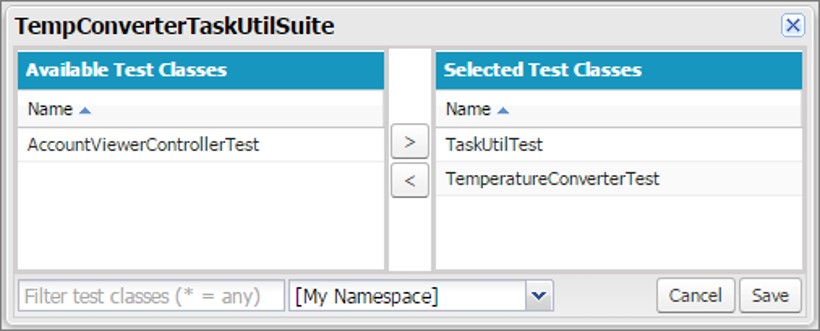 TempConverterTaskUtilSuite
Available Test Classes
Name
AccountViewerControllerTest
>
<
Selected Test Classes
Name
TaskUtilTest
TemperatureConverterTest
Filter test classes (* = any)
[My Namespace]
Cancel
Save